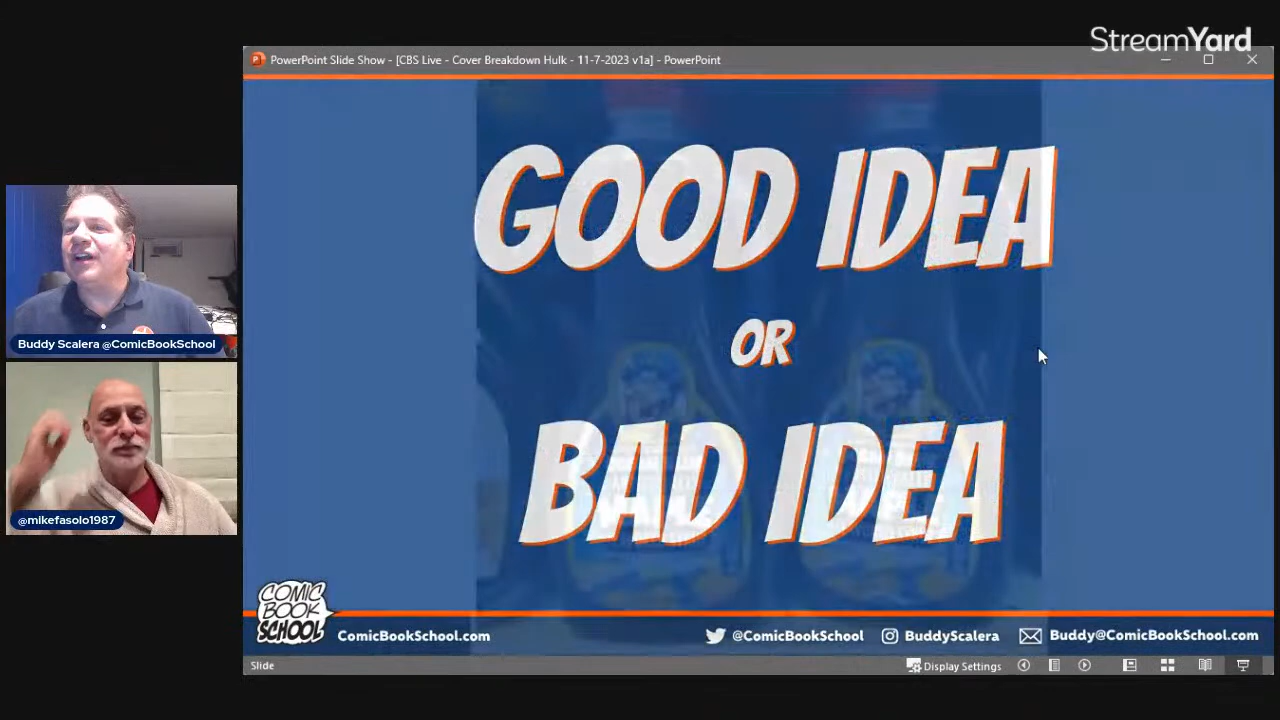 StreamYard
PowerPoint Slide Show - [CBS Live - Cover Breakdown Hulk - 11-7-2023 v1a] - PowerPoint
GOOD IDEA
OR
BAD IDEA
Buddy Scalera @ComicBookSchool
@mikefasolo1987
COMIC
BOOK
SCHOOL
ComicBookSchool.com
@ComicBookSchool
BuddyScalera
Buddy@ComicBookSchool.com
Slide
Display Settings